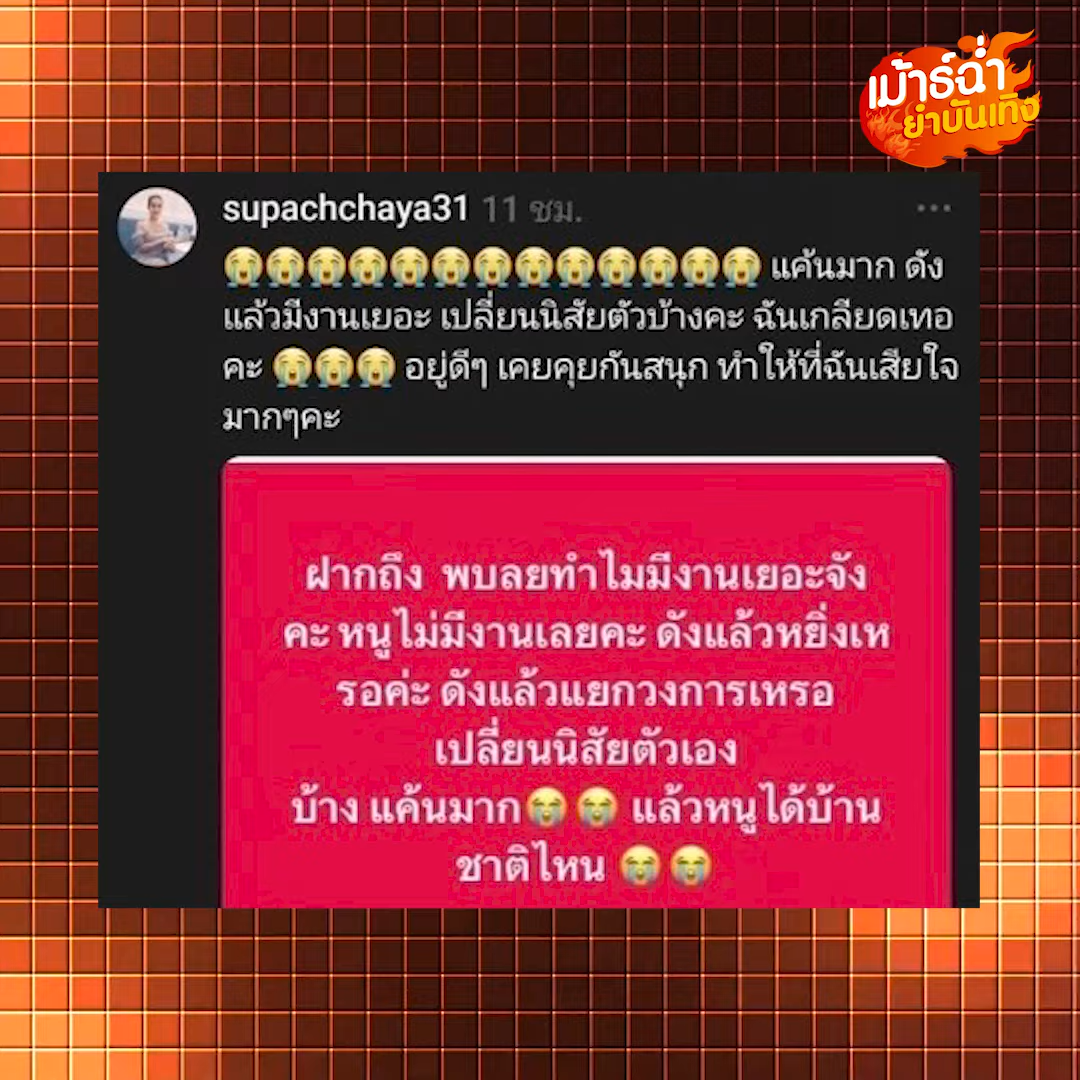 เม้าธ์ฉ่ำ
ยำบันเทิง
supachchaya31 11 ชม.
😭😭😭😭😭😭😭😭😭😭😭😭😭 แค้นมาก ดัง
แล้วมีงานเยอะ เปลี่ยนนิสัยตัวบ้างคะ ฉันเกลียดเทอ
คะ 😭😭😭 อยู่ดีๆ เคยคุยกันสนุก ทำให้ที่ฉันเสียใจ
มากๆคะ
ฝากถึง พบลยทำไมมีงานเยอะจัง
คะ หนูไม่มีงานเลยคะ ดังแล้วหยิ่งเห
รอค่ะ ดังแล้วแยกวงการเหรอ
เปลี่ยนนิสัยตัวเอง
บ้าง แค้นมาก😭😭 แล้วหนูได้บ้าน
ชาติไหน 😭😭